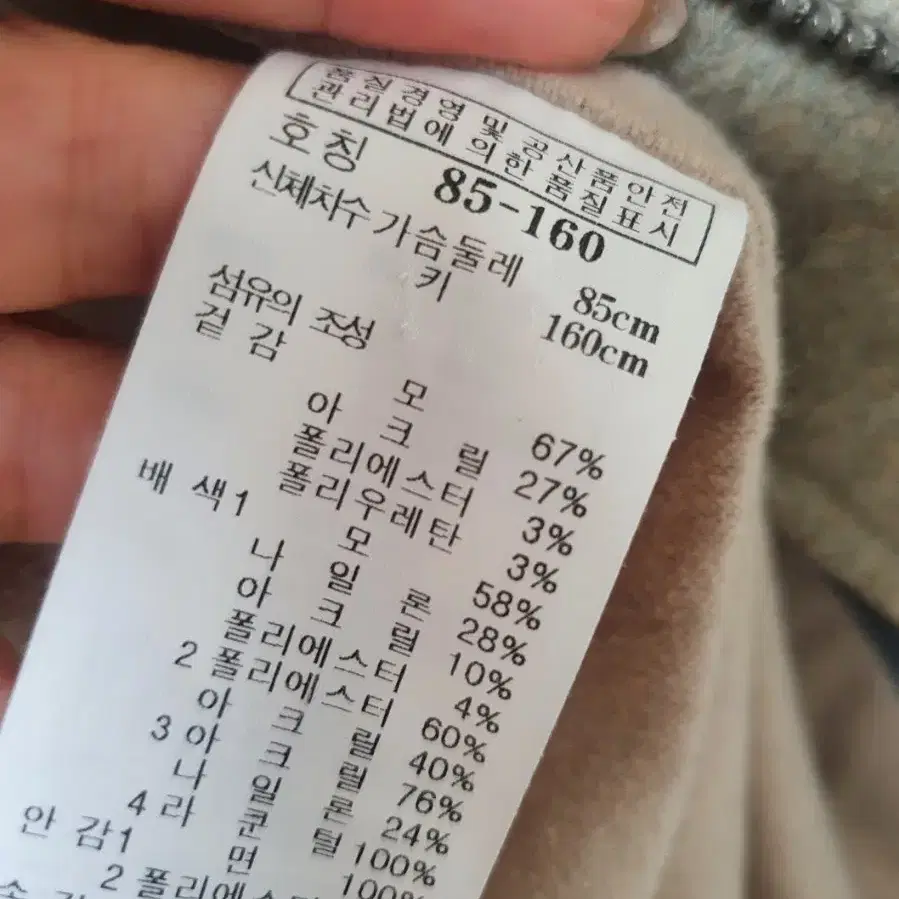 품질경영 및 공산품안전
관리법에 의한 품질표시
호칭 85-160
신체치수 가슴둘레 85cm
키 160cm
섬유의 조성
겉감
모 67%
아크릴 27%
폴리에스터 3%
폴리우레탄 3%
배색1 모 58%
나일론 28%
아크릴 10%
폴리에스터 4%
2 폴리에스터 60%
아크릴 40%
3 아크릴 76%
나일론 24%
4 라쿤털 100%
안감1 면 100%
2 폴리에스